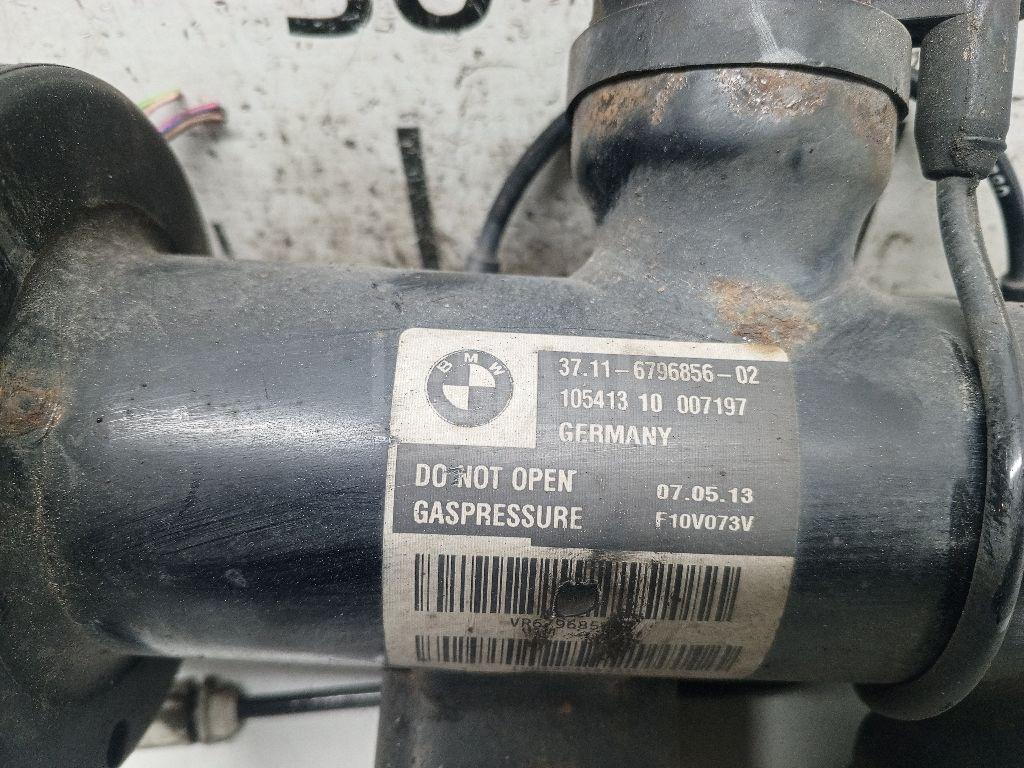 BMW
37.11-6796856-02
105413 10 007197
GERMANY
DO NOT OPEN
07.05.13
GASPRESSURE
F10V073V